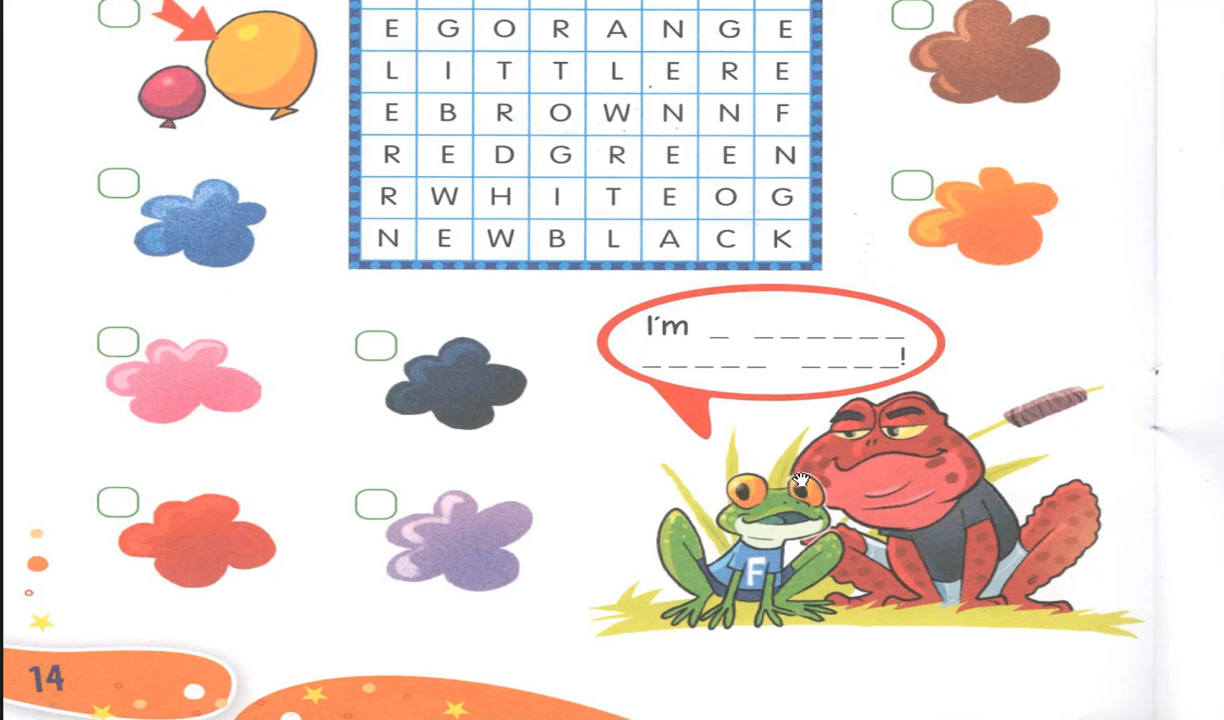 E G O R A N G E
L I T T L E R E
E B R O W N N F
R E D G R E E N
R W H I T E O G
N E W B L A C K
I'm _ ______
_____ ____!
F
14